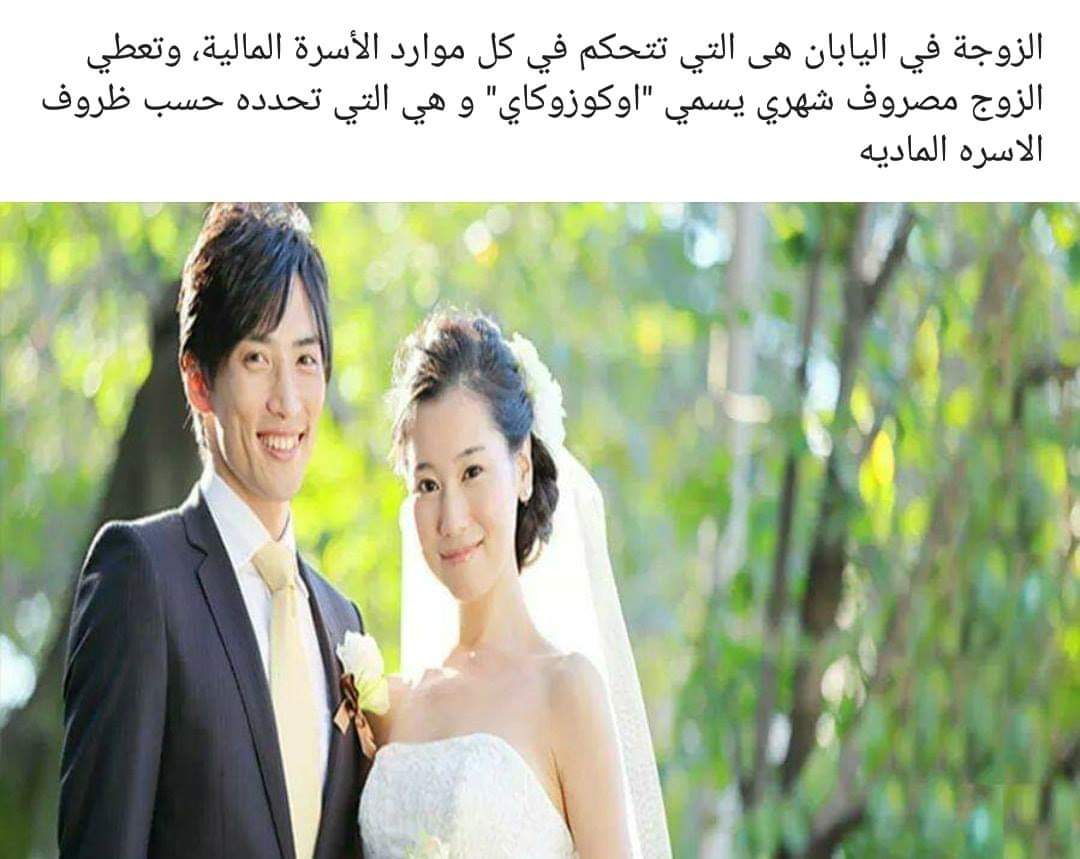 الزوجة في اليابان هى التي تتحكم في كل موارد الأسرة المالية، وتعطي
الزوج مصروف شهري يسمي "اوكوزوكاي" و هي التي تحدده حسب ظروف
الاسره الماديه